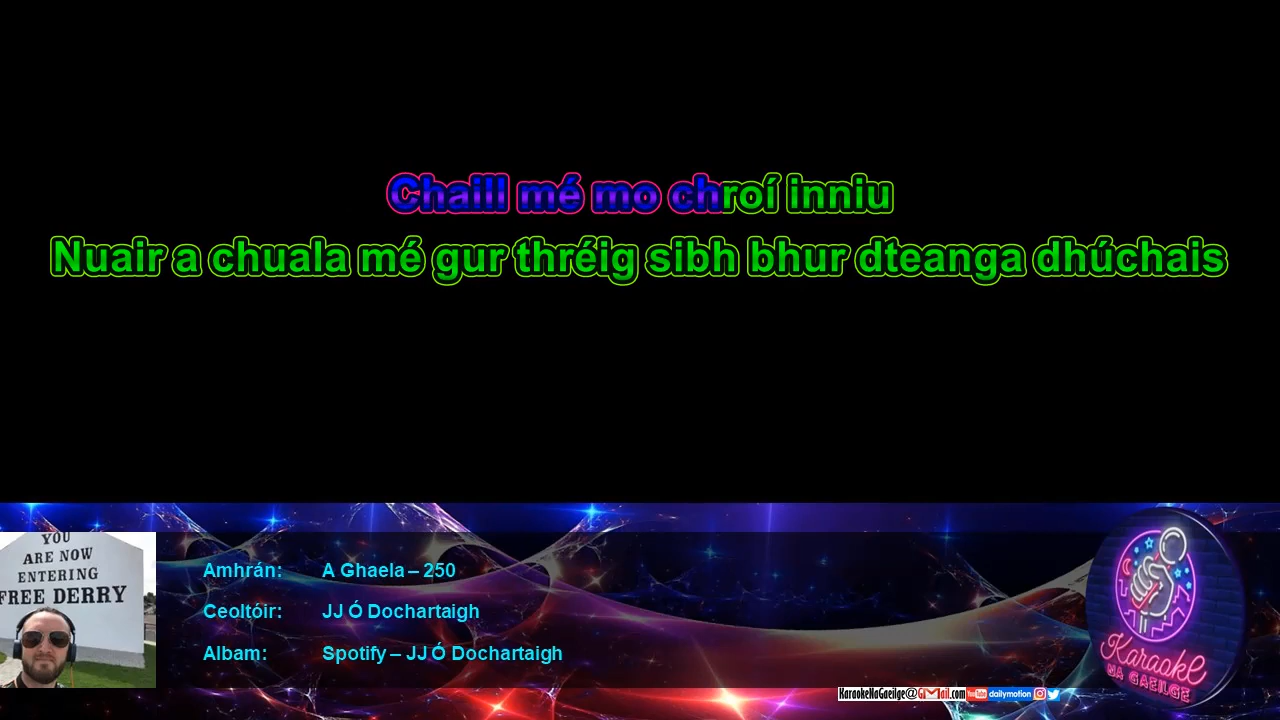 Chaill mé mo chroí inniu
Nuair a chuala mé gur thréig sibh bhur dteanga dhúchais
YOU
ARE NOW
ENTERING
FREE DERRY
Amhrán: A Ghaela – 250
Ceoltóir: JJ Ó Dochartaigh
Albam: Spotify – JJ Ó Dochartaigh
Karaoke
NA GAEILGE
KaraokeNaGaeilge@GMail.com YouTube dailymotion